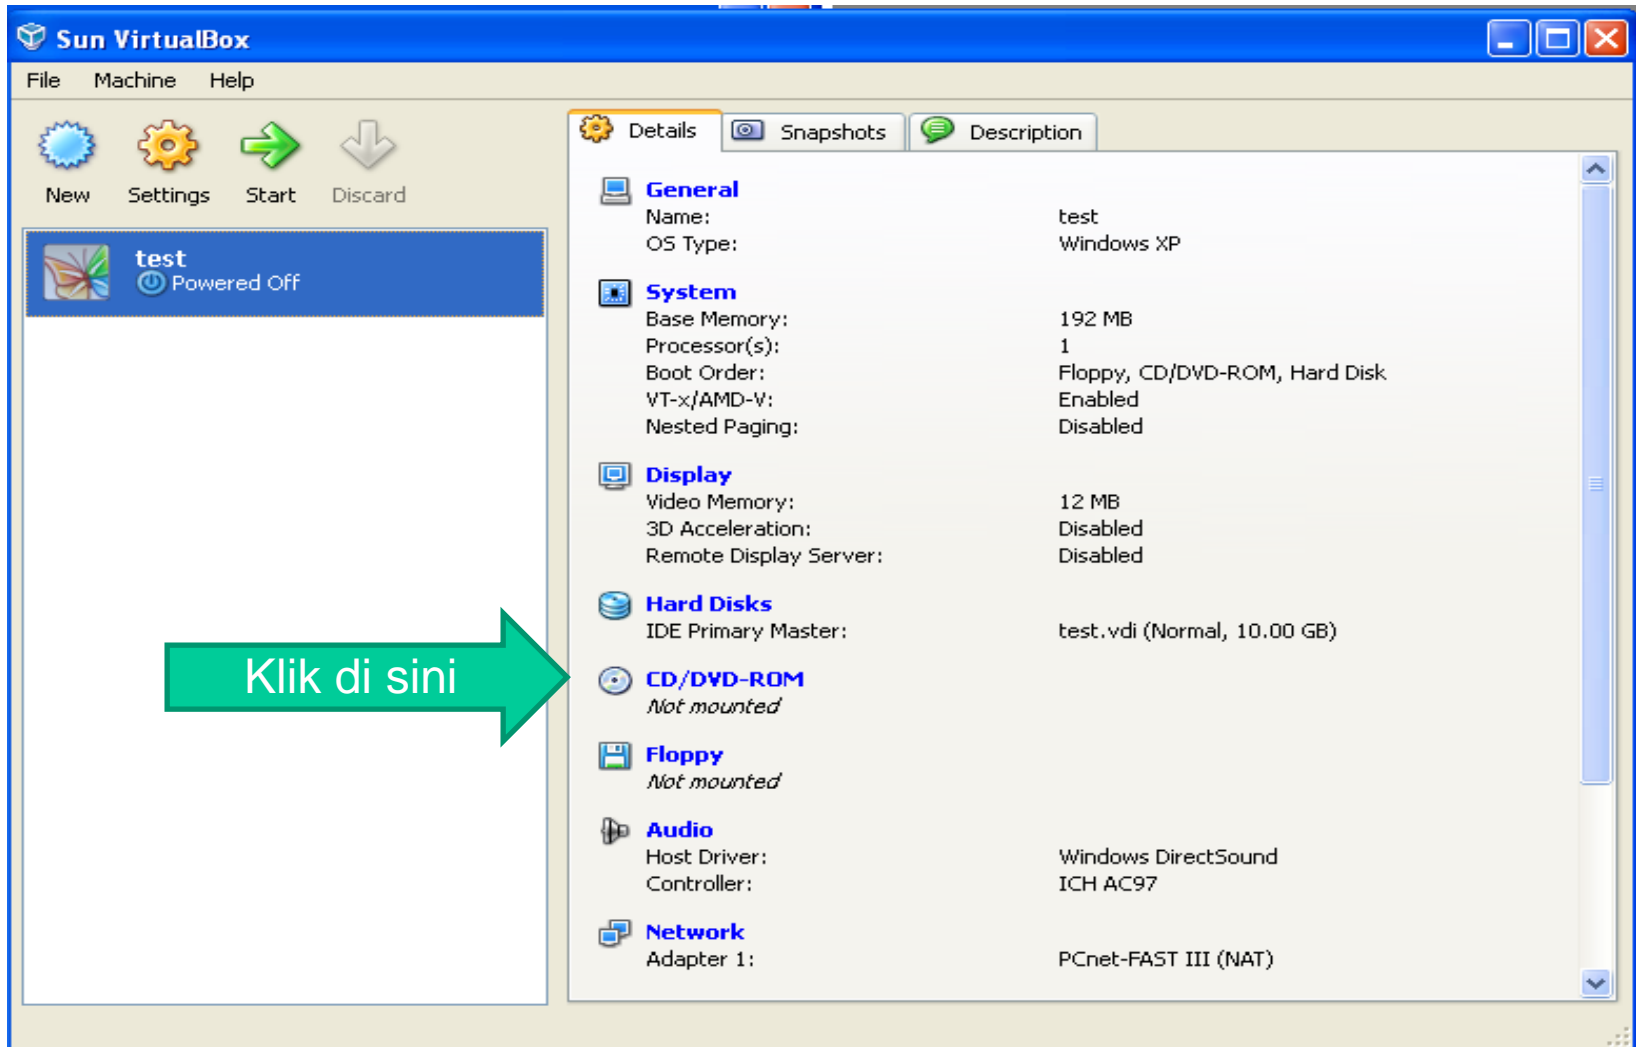 Sun VirtualBox
File Machine Help
New Settings Start Discard
test
Powered Off
Details Snapshots Description
General
Name: test
OS Type: Windows XP
System
Base Memory: 192 MB
Processor(s): 1
Boot Order: Floppy, CD/DVD-ROM, Hard Disk
VT-x/AMD-V: Enabled
Nested Paging: Disabled
Display
Video Memory: 12 MB
3D Acceleration: Disabled
Remote Display Server: Disabled
Hard Disks
IDE Primary Master: test.vdi (Normal, 10.00 GB)
Klik di sini
CD/DVD-ROM
Not mounted
Floppy
Not mounted
Audio
Host Driver: Windows DirectSound
Controller: ICH AC97
Network
Adapter 1: PCnet-FAST III (NAT)